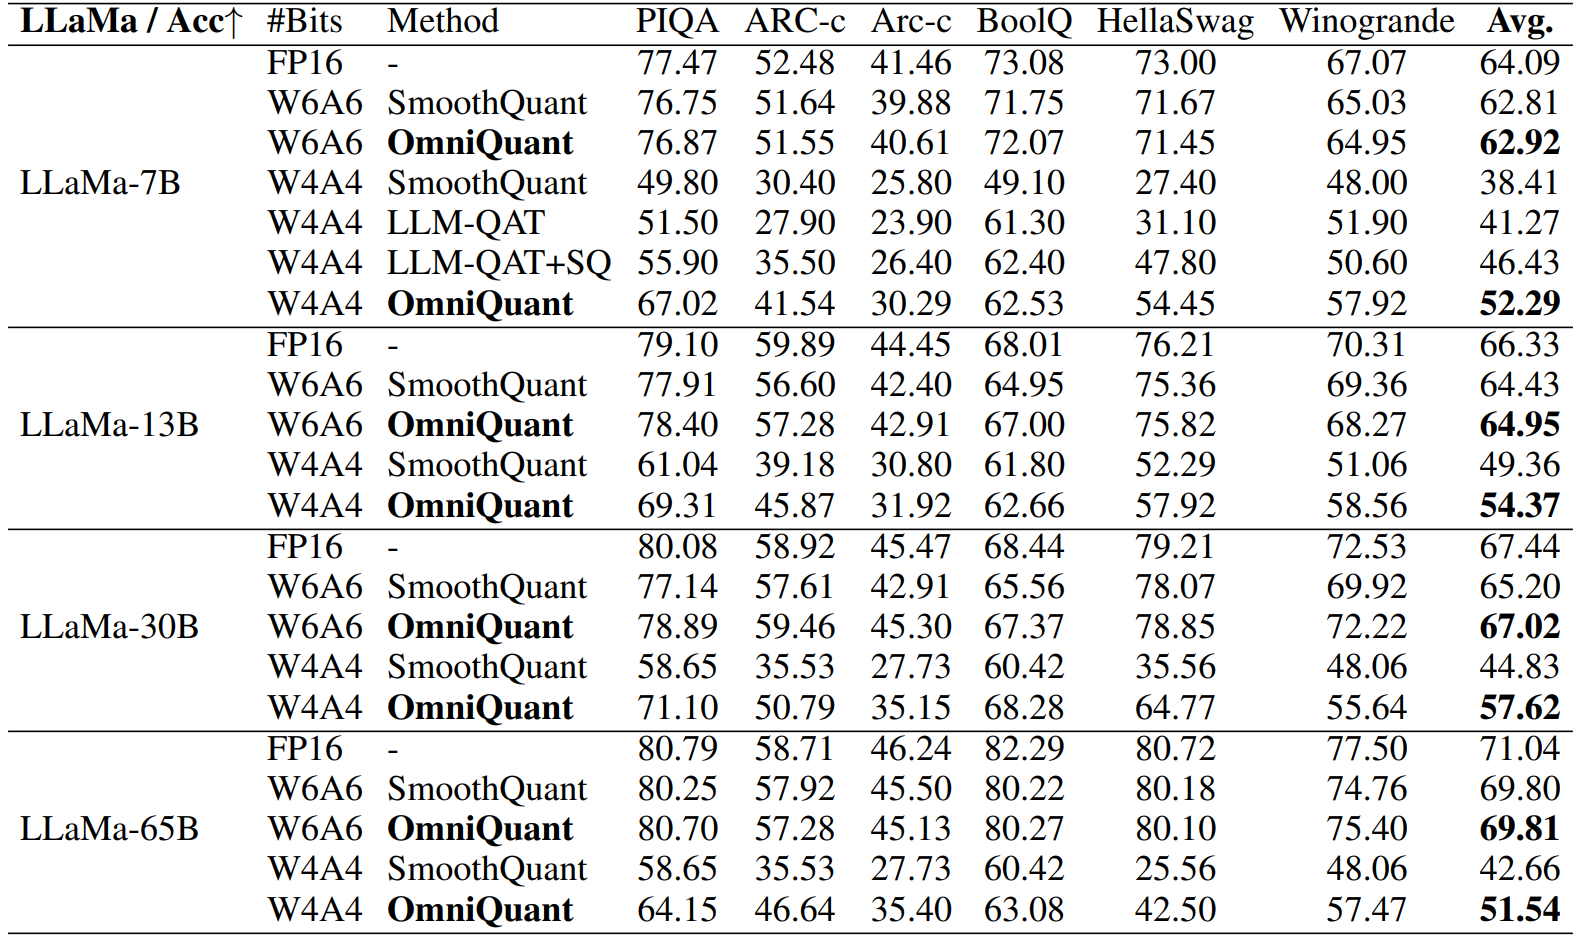 LLaMa / Acc↑ #Bits Method PIQA ARC-c Arc-c BoolQ HellaSwag Winogrande Avg.
FP16 - 77.47 52.48 41.46 73.08 73.00 67.07 64.09
W6A6 SmoothQuant 76.75 51.64 39.88 71.75 71.67 65.03 62.81
W6A6 OmniQuant 76.87 51.55 40.61 72.07 71.45 64.95 62.92
LLaMa-7B W4A4 SmoothQuant 49.80 30.40 25.80 49.10 27.40 48.00 38.41
W4A4 LLM-QAT 51.50 27.90 23.90 61.30 31.10 51.90 41.27
W4A4 LLM-QAT+SQ 55.90 35.50 26.40 62.40 47.80 50.60 46.43
W4A4 OmniQuant 67.02 41.54 30.29 62.53 54.45 57.92 52.29
FP16 - 79.10 59.89 44.45 68.01 76.21 70.31 66.33
W6A6 SmoothQuant 77.91 56.60 42.40 64.95 75.36 69.36 64.43
LLaMa-13B W6A6 OmniQuant 78.40 57.28 42.91 67.00 75.82 68.27 64.95
W4A4 SmoothQuant 61.04 39.18 30.80 61.80 52.29 51.06 49.36
W4A4 OmniQuant 69.31 45.87 31.92 62.66 57.92 58.56 54.37
FP16 - 80.08 58.92 45.47 68.44 79.21 72.53 67.44
W6A6 SmoothQuant 77.14 57.61 42.91 65.56 78.07 69.92 65.20
LLaMa-30B W6A6 OmniQuant 78.89 59.46 45.30 67.37 78.85 72.22 67.02
W4A4 SmoothQuant 58.65 35.53 27.73 60.42 35.56 48.06 44.83
W4A4 OmniQuant 71.10 50.79 35.15 68.28 64.77 55.64 57.62
FP16 - 80.79 58.71 46.24 82.29 80.72 77.50 71.04
W6A6 SmoothQuant 80.25 57.92 45.50 80.22 80.18 74.76 69.80
LLaMa-65B W6A6 OmniQuant 80.70 57.28 45.13 80.27 80.10 75.40 69.81
W4A4 SmoothQuant 58.65 35.53 27.73 60.42 25.56 48.06 42.66
W4A4 OmniQuant 64.15 46.64 35.40 63.08 42.50 57.47 51.54